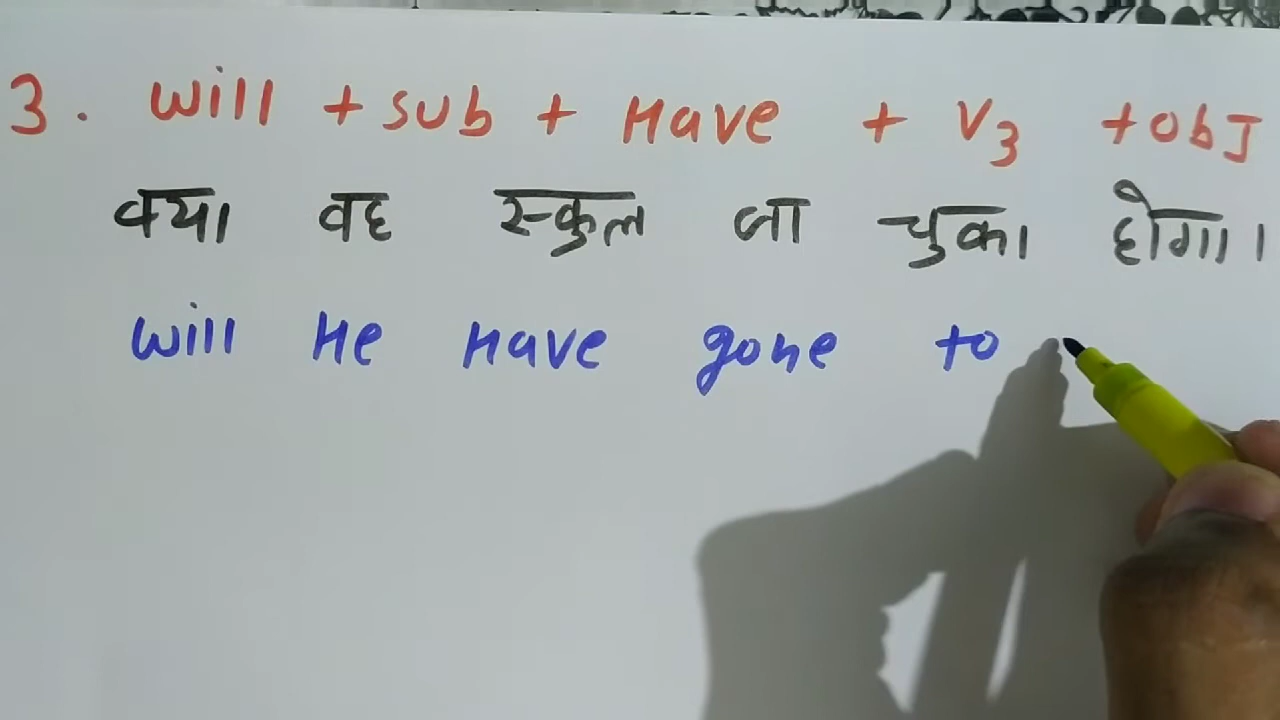 3. Will + sub + Have + V3 + obJ
क्या वह स्कुल जा चुका होगा।
Will He Have gone to